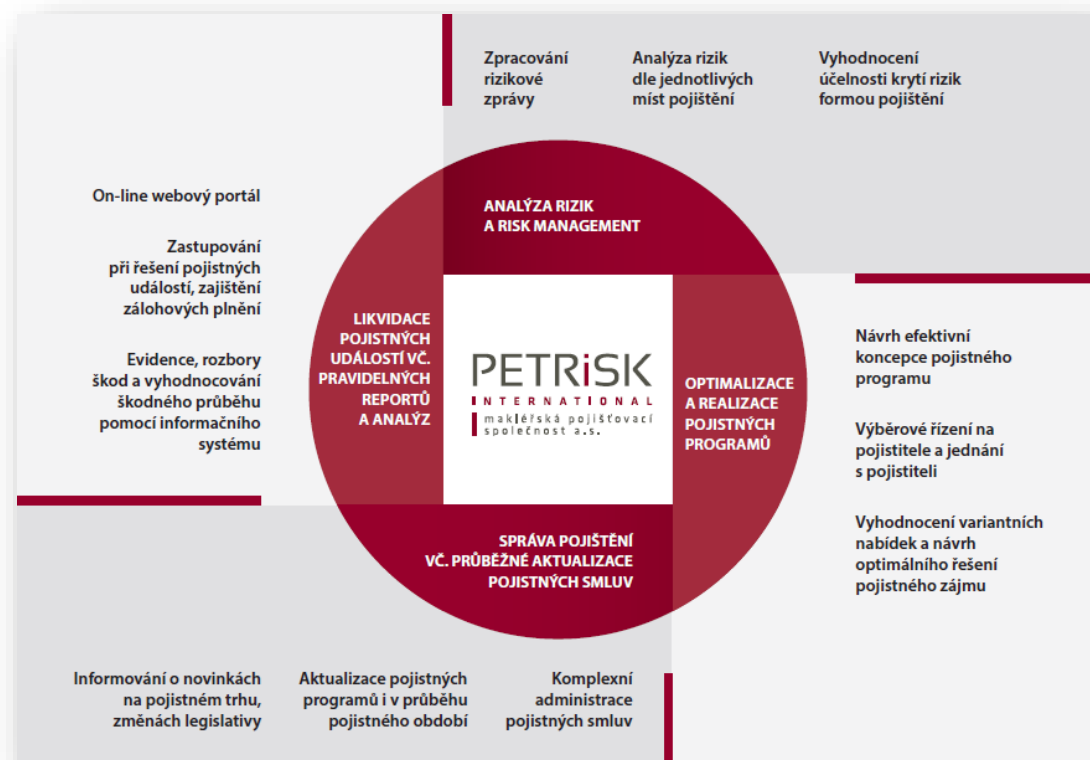 Zpracování
rizikové
zprávy
Analýza rizik
dle jednotlivých
míst pojištění
Vyhodnocení
účelnosti krytí rizik
formou pojištění
ANALÝZA RIZIK
A RISK MANAGEMENT
On-line webový portál
Zastupování
při řešení pojistných
událostí, zajištění
zálohových plnění
Evidence, rozbory
škod a vyhodnocování
škodného průběhu
pomocí informačního
systému
LIKVIDACE
POJISTNÝCH
UDÁLOSTÍ VČ.
PRAVIDELNÝCH
REPORTŮ
A ANALÝZ
PETRiSK
INTERNATIONAL
makléřská pojišťovací
společnost a.s.
OPTIMALIZACE
A REALIZACE
POJISTNÝCH
PROGRAMŮ
Návrh efektivní
koncepce pojistného
programu
Výběrové řízení na
pojistitele a jednání
s pojistiteli
Vyhodnocení variantních
nabídek a návrh
optimálního řešení
pojistného zájmu
SPRÁVA POJIŠTĚNÍ
VČ. PRŮBĚŽNÉ AKTUALIZACE
POJISTNÝCH SMLUV
Informování o novinkách
na pojistném trhu,
změnách legislativy
Aktualizace pojistných
programů i v průběhu
pojistného období
Komplexní
administrace
pojistných smluv